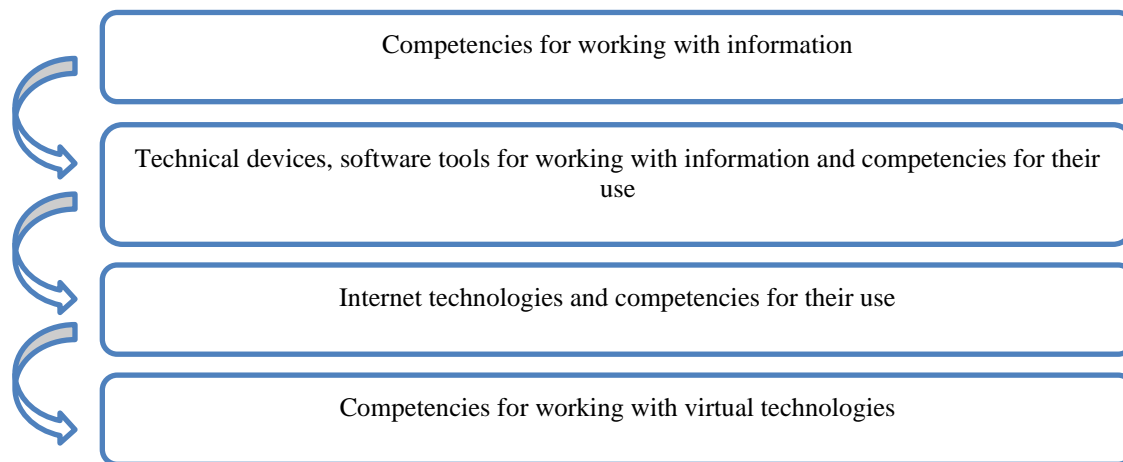 Competencies for working with information
Technical devices, software tools for working with information and competencies for their
use
Internet technologies and competencies for their use
Competencies for working with virtual technologies